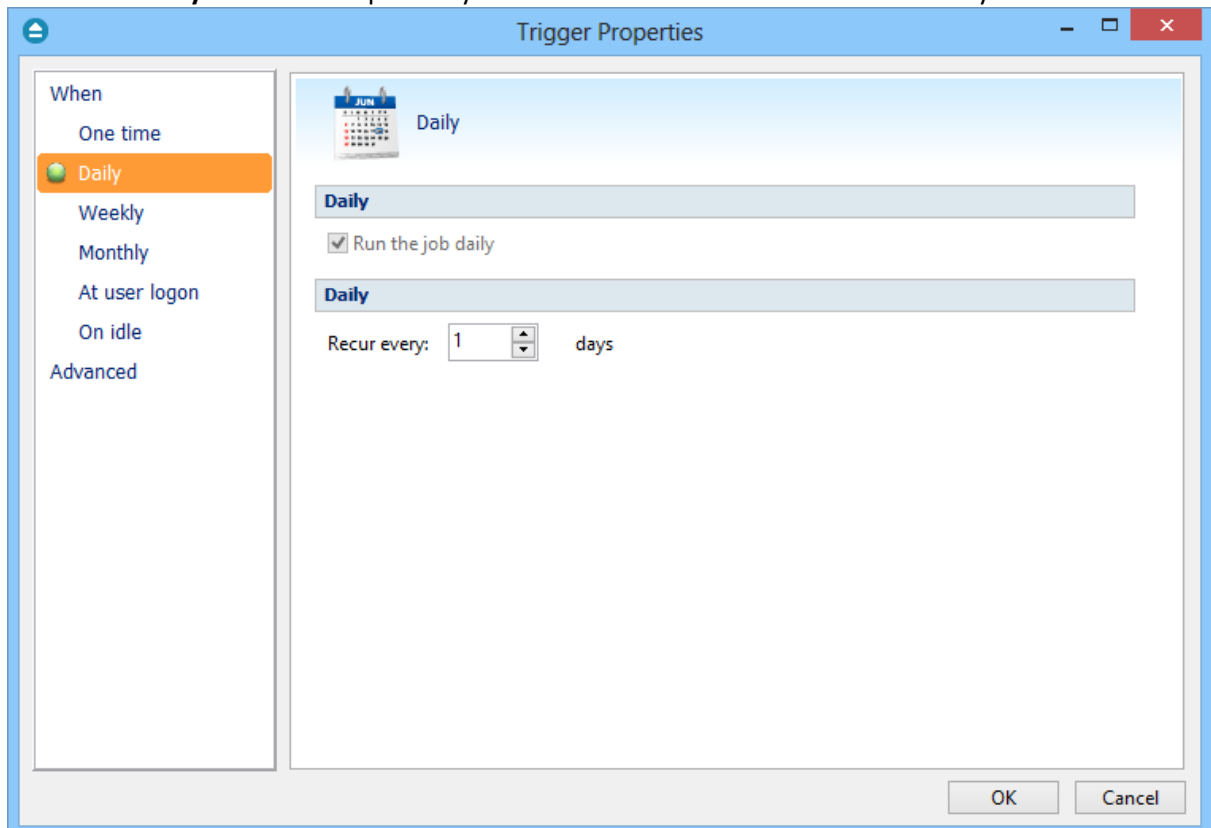 Trigger Properties
When
One time
Daily
Weekly
Monthly
At user logon
On idle
Advanced
JUN
Daily
Daily
Run the job daily
Daily
Recur every: 1 days
OK Cancel